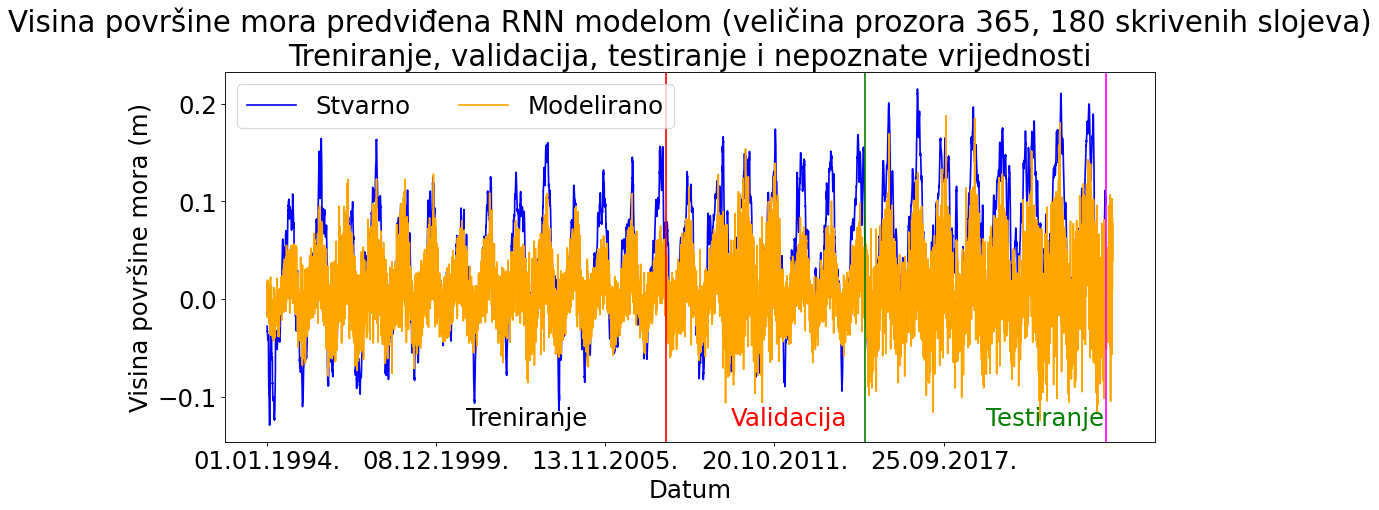 Visina površine mora predviđena RNN modelom (veličina prozora 365, 180 skrivenih slojeva)
Treniranje, validacija, testiranje i nepoznate vrijednosti
Stvarno Modelirano
Visina površine mora (m)
0.2
0.1
0.0
−0.1
Treniranje Validacija Testiranje
01.01.1994. 08.12.1999. 13.11.2005. 20.10.2011. 25.09.2017.
Datum